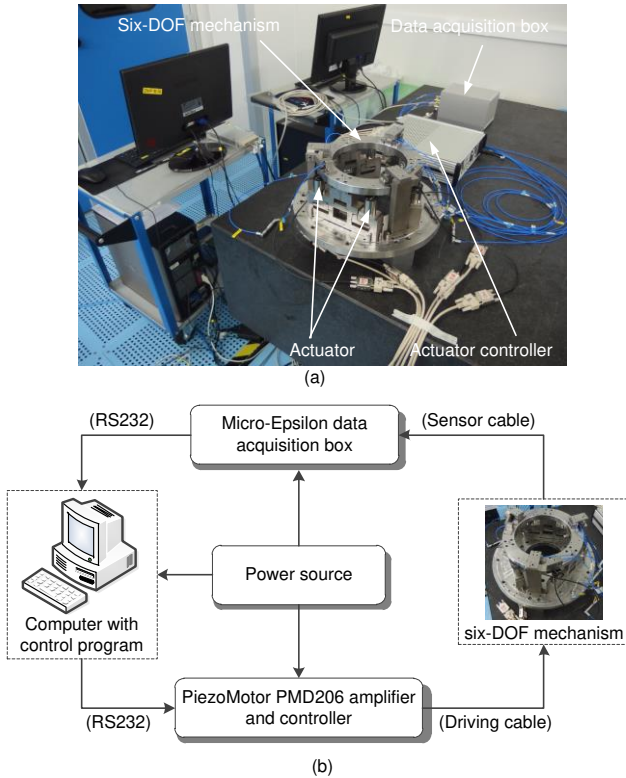 Six-DOF mechanism
Data acquisition box
Actuator
Actuator controller
(a)
(RS232)
Micro-Epsilon data
acquisition box
(Sensor cable)
Power source
Computer with
control program
six-DOF mechanism
PiezoMotor PMD206 amplifier
and controller
(RS232)
(Driving cable)
(b)